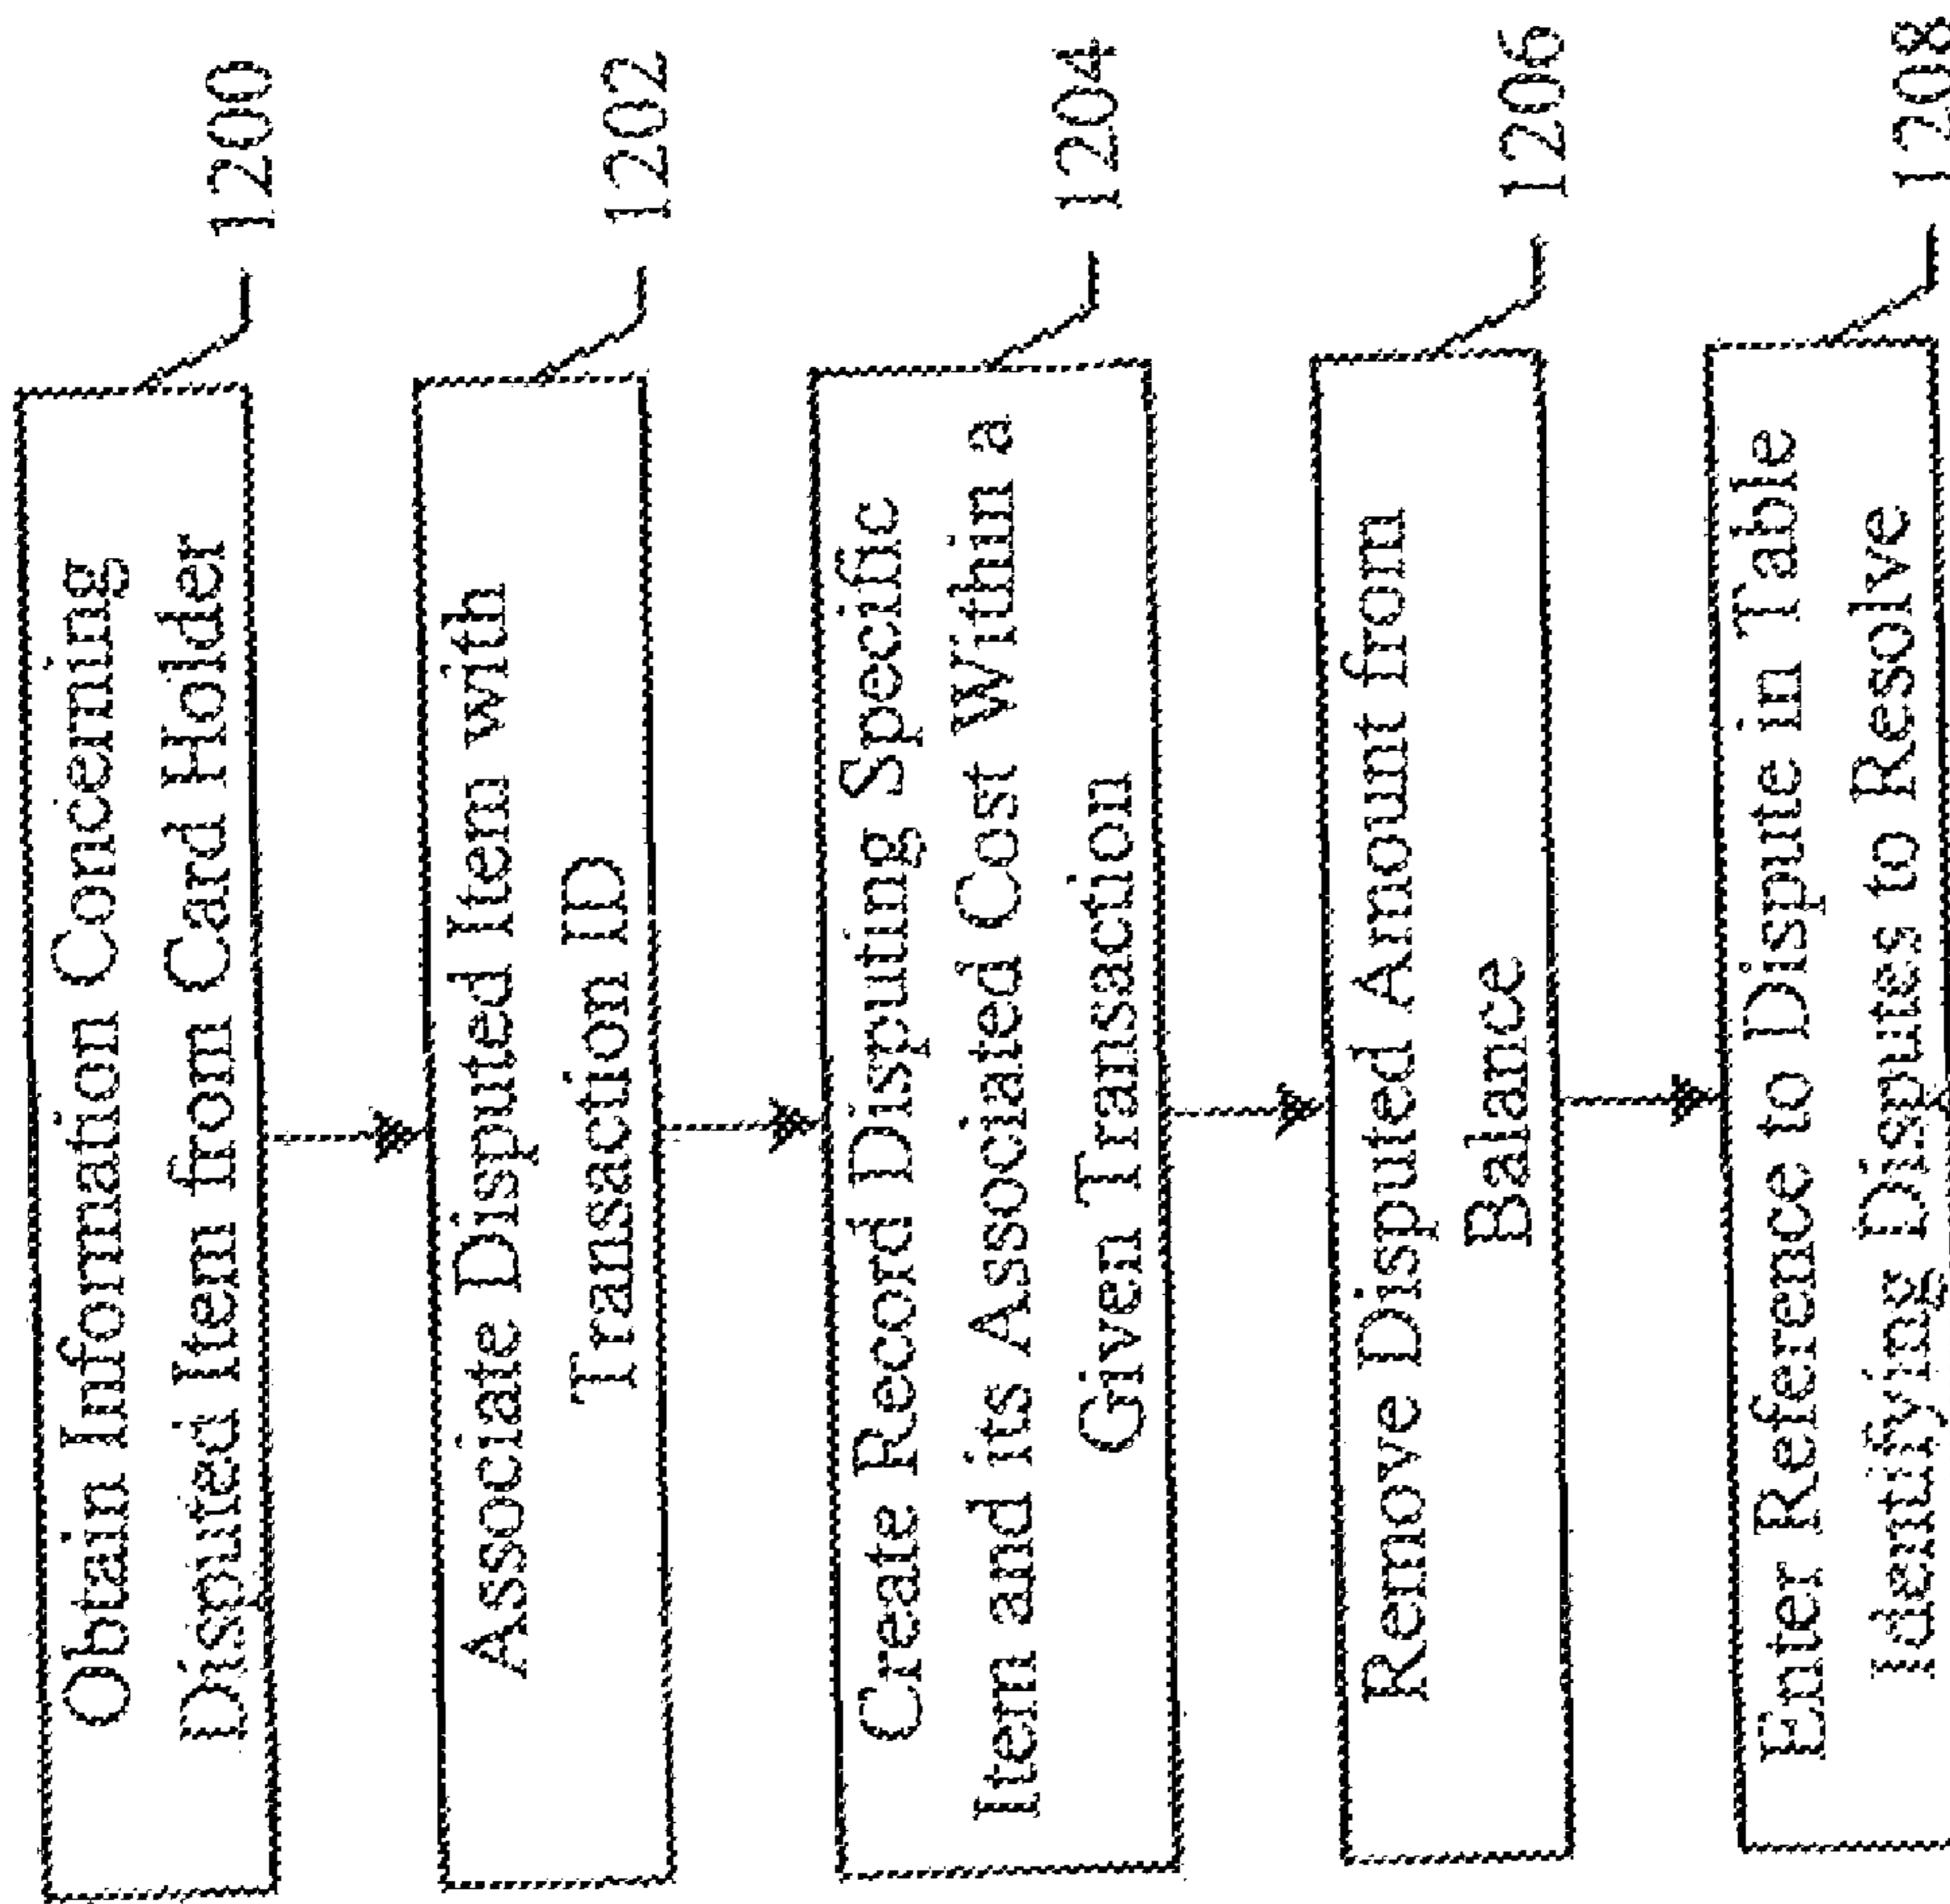 Obtain Information Concerning
Disputed Item from Card Holder
1200
Associate Disputed Item with
Transaction ID
1202
Create Record Disputing Specific
Item and its Associated Cost Within a
Given Transaction
1204
Remove Disputed Amount from
Balance
1206
Enter Reference to Dispute in Table
Identifying Disputes to Resolve
1208